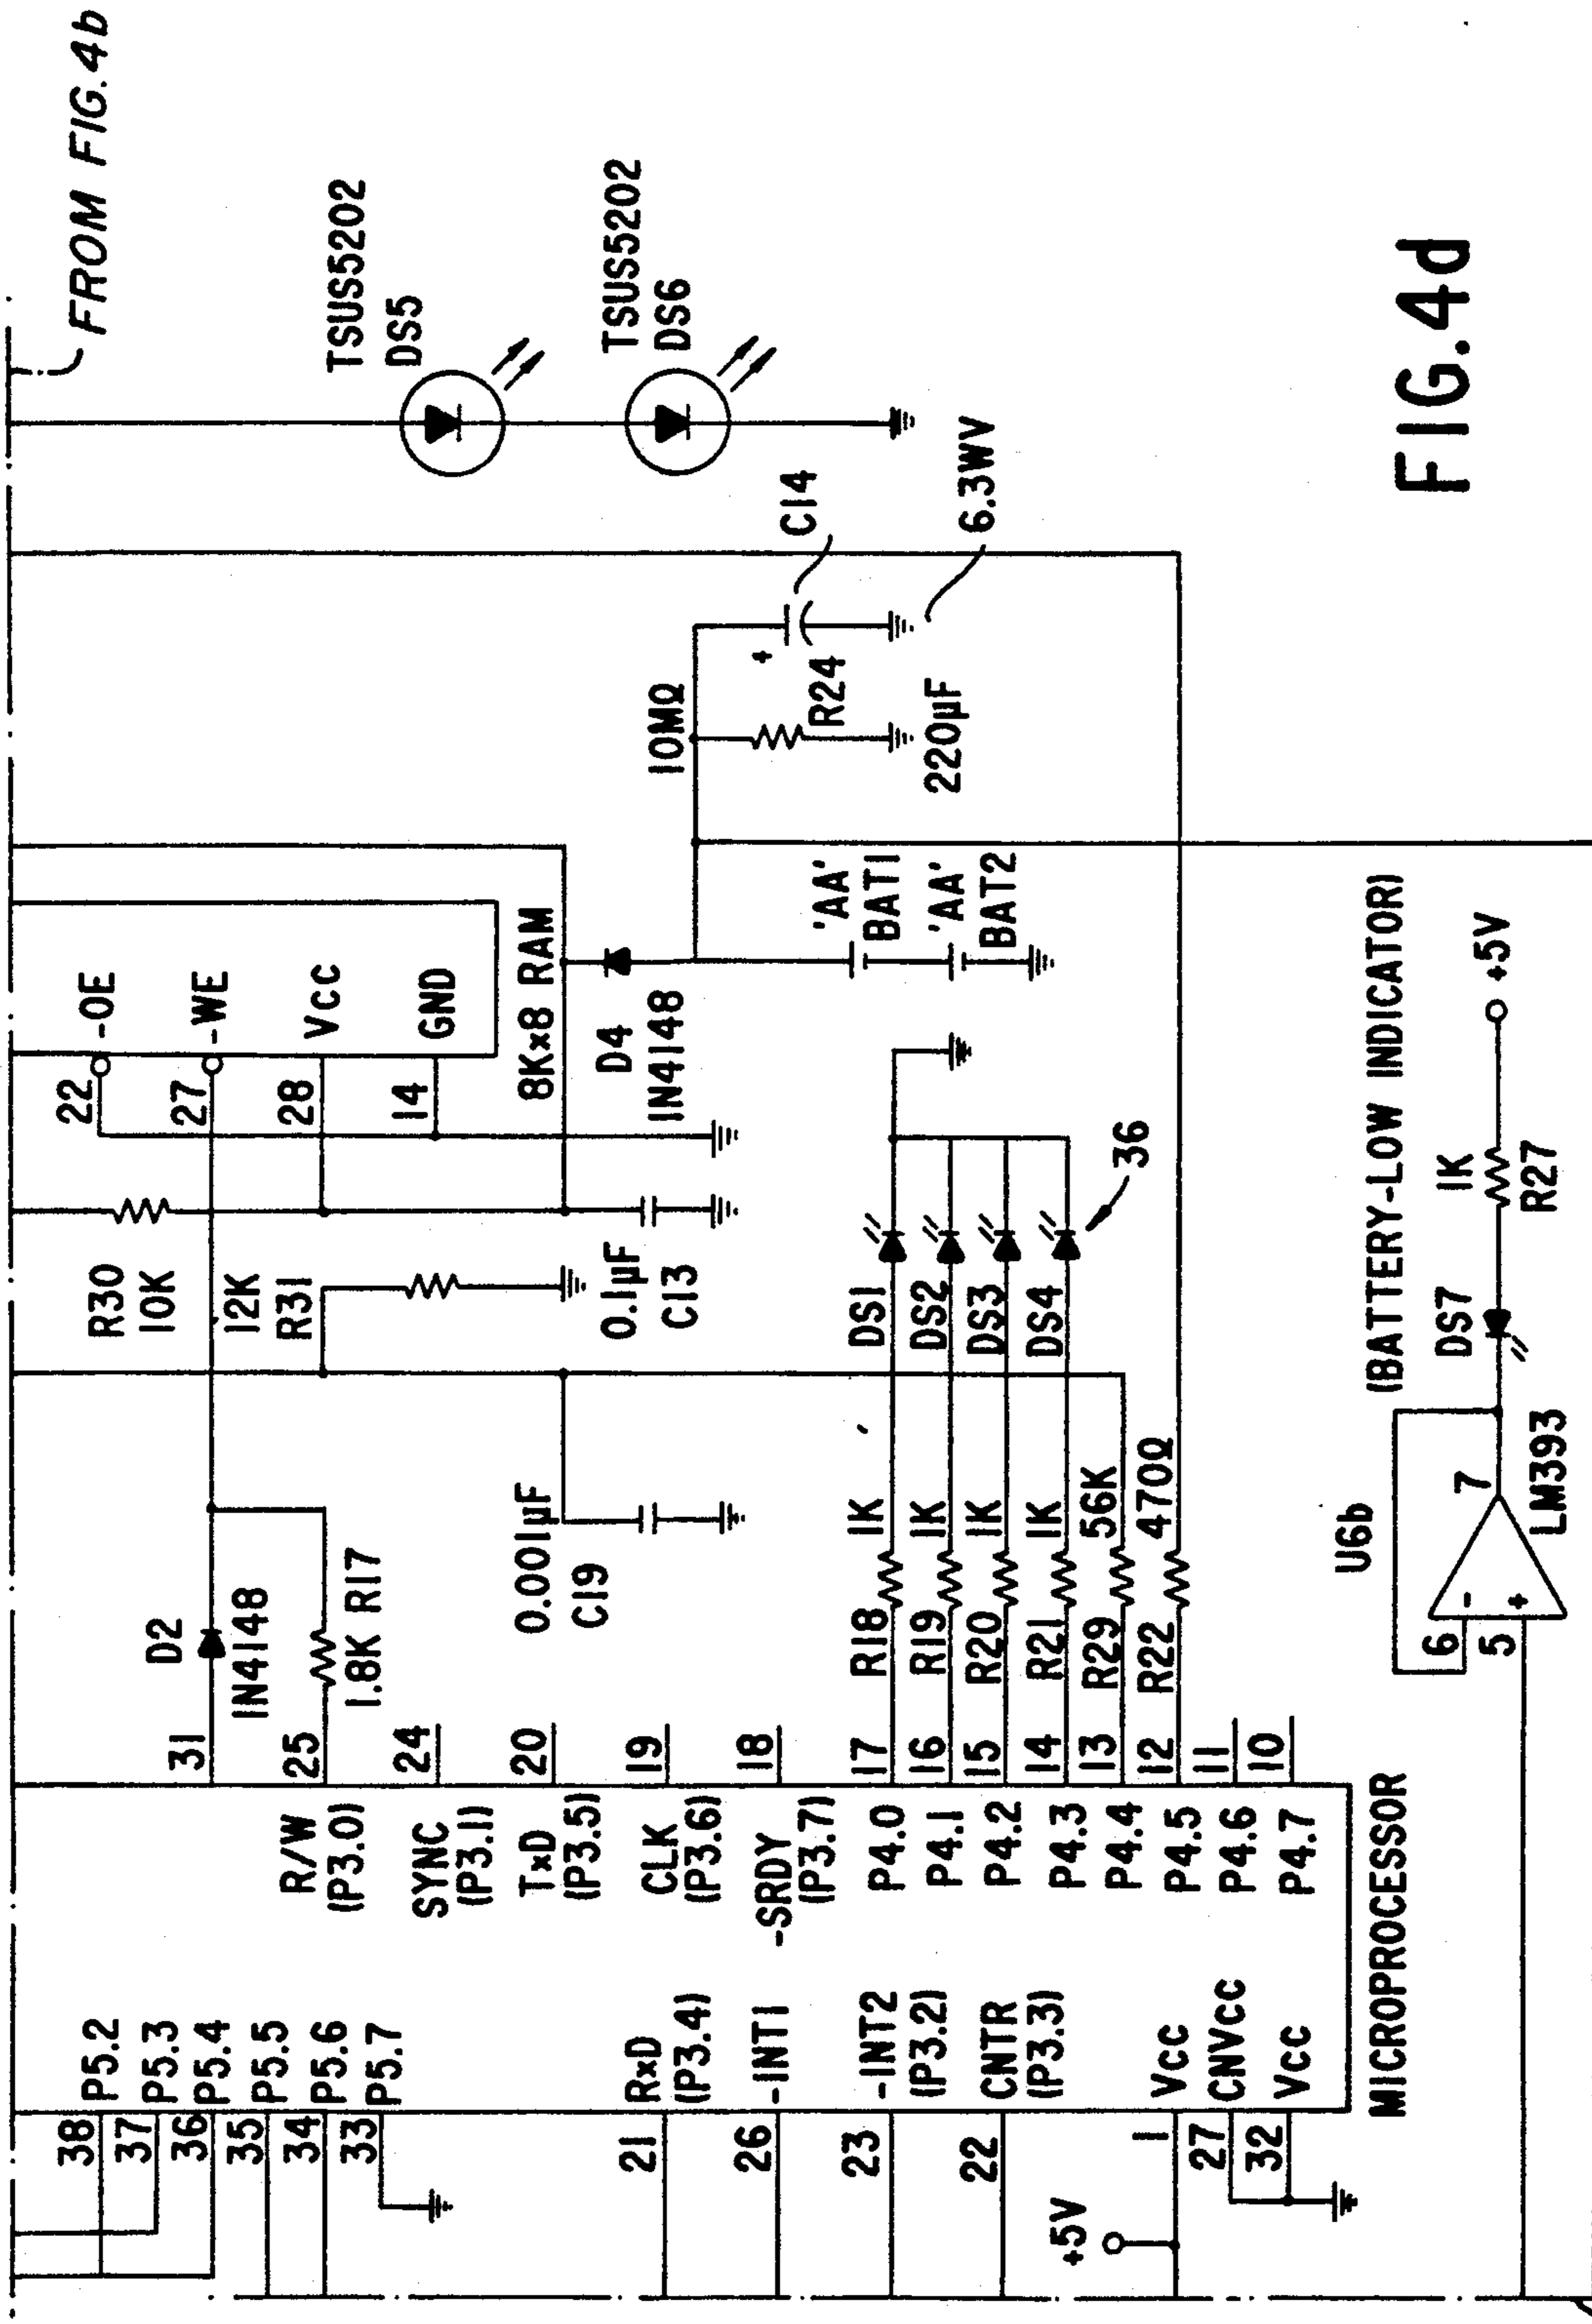 FROM FIG.4b
38
P5.2
37
P5.3
36
P5.4
35
P5.5
34
P5.6
33
P5.7
21
RxD
(P3.4)
26
-INT1
23
-INT2
(P3.2)
22
CNTR
(P3.3)
+5V
1
Vcc
27
CNVcc
32
Vcc
MICROPROCESSOR
31
R/W
(P3.0)
25
SYNC
(P3.1)
24
TxD
(P3.5)
20
CLK
(P3.6)
19
-SRDY
(P3.7)
18
P4.0
17
P4.1
16
P4.2
15
P4.3
14
P4.4
13
P4.5
12
P4.6
11
P4.7
10
D2
1N4148
1.8K R17
0.001µF
C19
R18
1K
DS1
R19
1K
DS2
R20
1K
DS3
R21
1K
DS4
R29
56K
R22
470Ω
36
R30
10K
12K
R31
0.1µF
C13
22
-OE
27
-WE
28
Vcc
14
GND
8K×8 RAM
D4
1N4148
'AA'
BAT1
'AA'
BAT2
10MΩ
+
R24
220µF
C14
6.3WV
TSUS5202
DS5
TSUS5202
DS6
U6b
6
-
5
+
7
LM393
(BATTERY-LOW INDICATOR)
DS7
1K
R27
+5V
FIG.4d